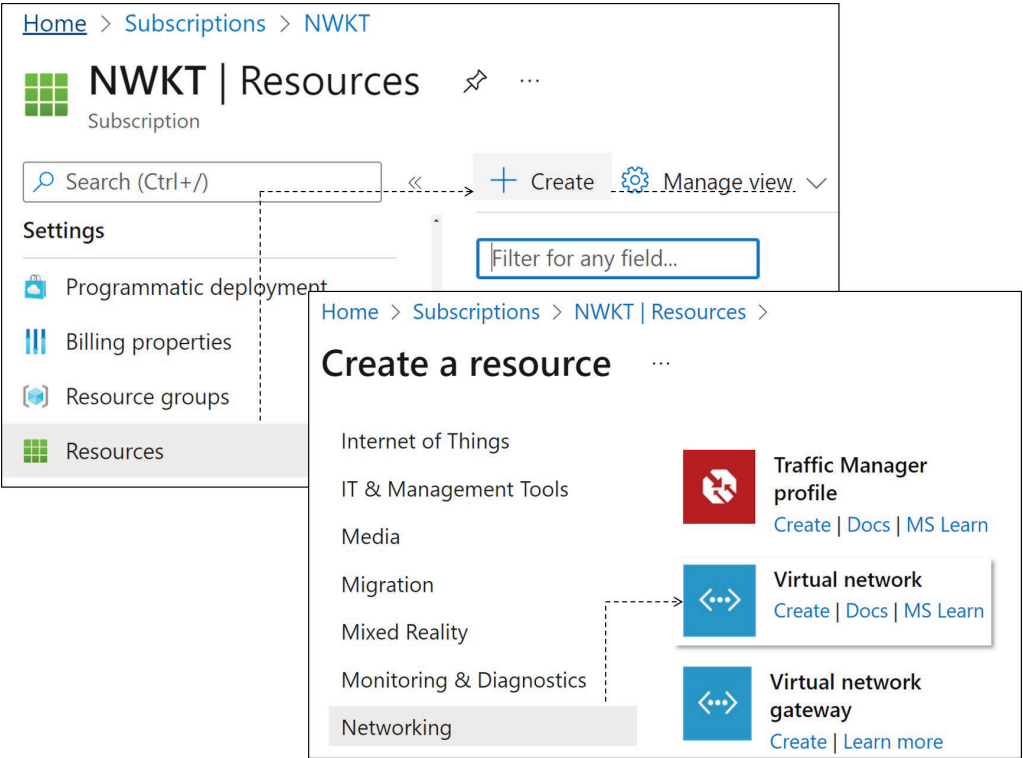 Home > Subscriptions > NWKT
NWKT | Resources
...
Subscription
Search (Ctrl+/)
«
+ Create
Manage view
Settings
Filter for any field...
Programmatic deployment
Billing properties
Resource groups
Resources
Home > Subscriptions > NWKT | Resources >
Create a resource
...
Internet of Things
IT & Management Tools
Media
Migration
Mixed Reality
Monitoring & Diagnostics
Networking
Traffic Manager
profile
Create | Docs | MS Learn
Virtual network
Create | Docs | MS Learn
Virtual network
gateway
Create | Learn more